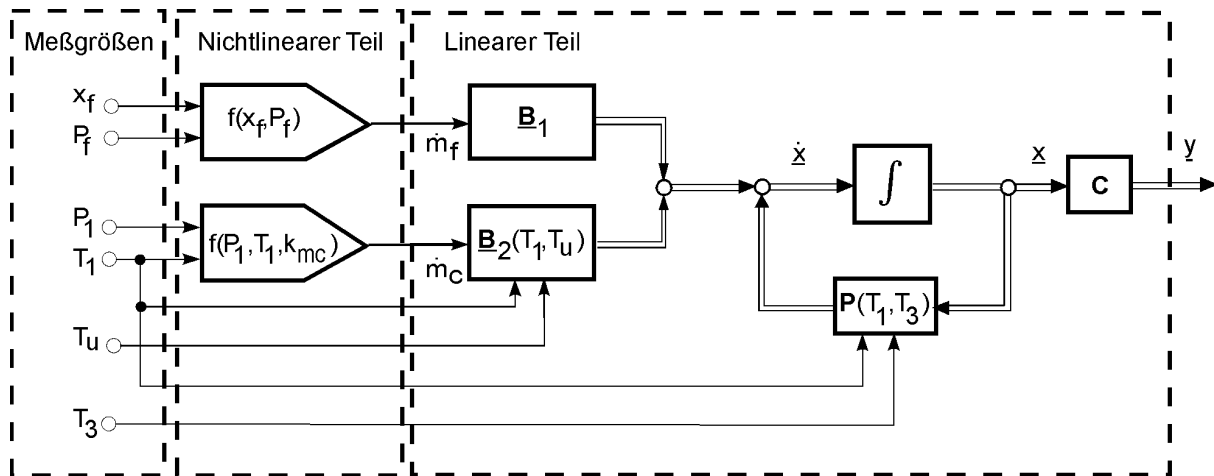 Meßgrößen
Nichtlinearer Teil
Linearer Teil
x_f
P_f
f(x_f,P_f)
ṁ_f
B_1
P_1
T_1
f(P_1,T_1,k_mc)
ṁ_c
B_2(T_1,T_u)
ẋ
∫
x
C
y
P(T_1,T_3)
T_u
T_3